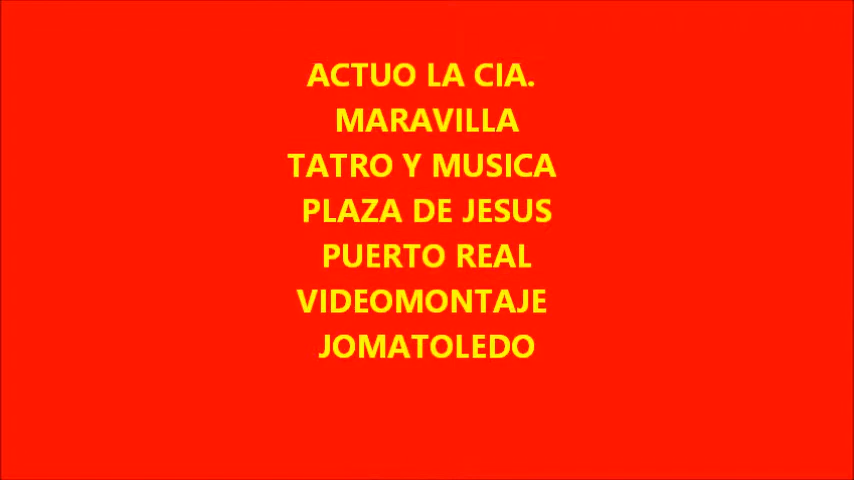 ACTUO LA CIA.
MARAVILLA
TATRO Y MUSICA
PLAZA DE JESUS
PUERTO REAL
VIDEOMONTAJE
JOMATOLEDO